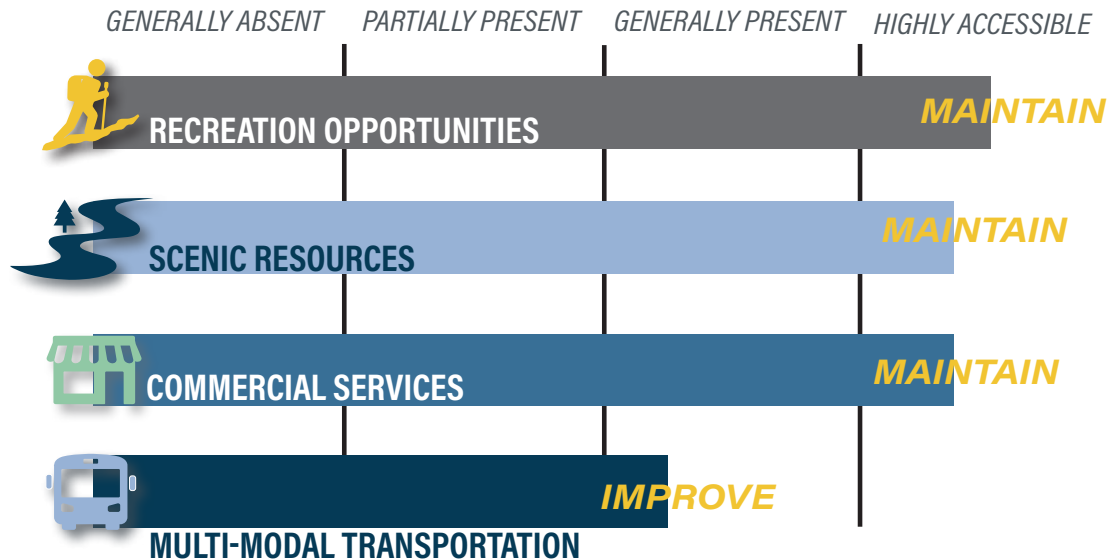 GENERALLY ABSENT PARTIALLY PRESENT GENERALLY PRESENT HIGHLY ACCESSIBLE
MAINTAIN
RECREATION OPPORTUNITIES
MAINTAIN
SCENIC RESOURCES
MAINTAIN
COMMERCIAL SERVICES
IMPROVE
MULTI-MODAL TRANSPORTATION